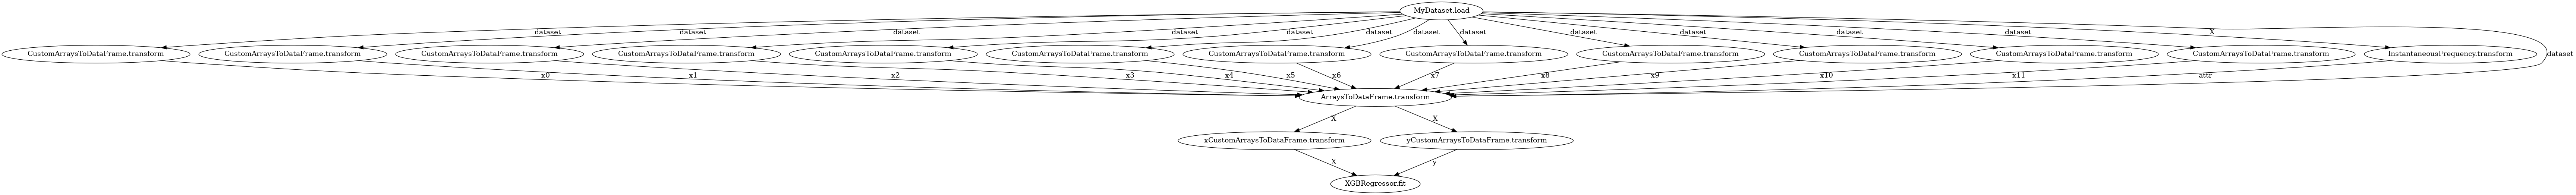 MyDataset.load
dataset dataset dataset dataset dataset dataset dataset dataset dataset dataset dataset dataset X
CustomArraysToDataFrame.transform CustomArraysToDataFrame.transform CustomArraysToDataFrame.transform CustomArraysToDataFrame.transform CustomArraysToDataFrame.transform CustomArraysToDataFrame.transform CustomArraysToDataFrame.transform CustomArraysToDataFrame.transform CustomArraysToDataFrame.transform CustomArraysToDataFrame.transform CustomArraysToDataFrame.transform CustomArraysToDataFrame.transform InstantaneousFrequency.transform dataset
x0 x1 x2 x3 x4 x5 x6 x7 x8 x9 x10 x11 attr
ArraysToDataFrame.transform
X X
xCustomArraysToDataFrame.transform yCustomArraysToDataFrame.transform
X y
XGBRegressor.fit